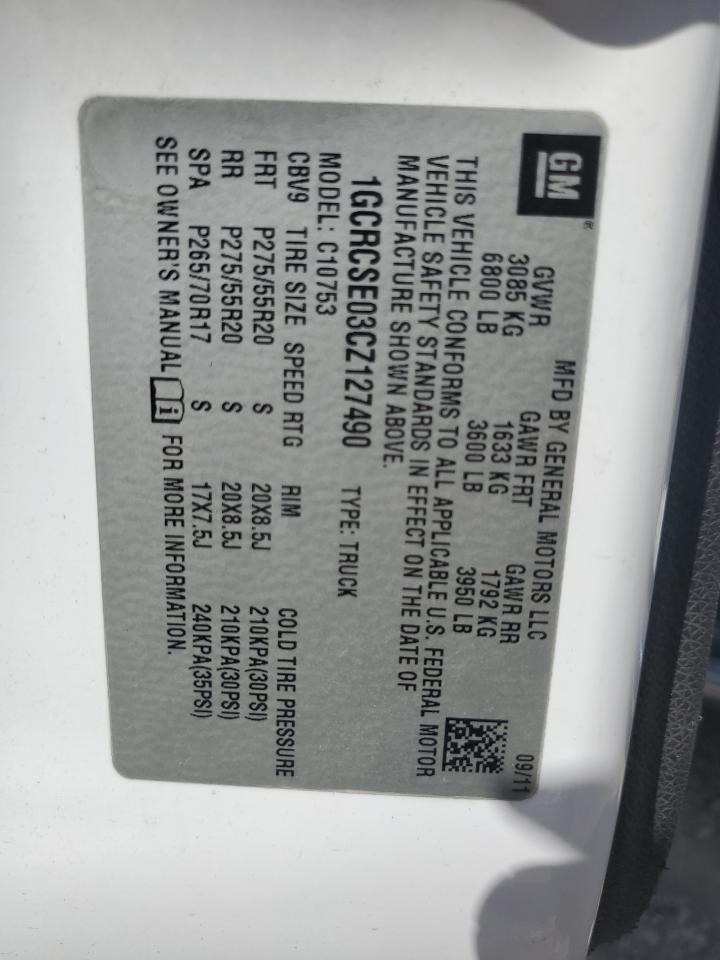 GM®
MFD BY GENERAL MOTORS LLC 09/11
GVWR GAWR FRT GAWR RR
3085 KG 1633 KG 1792 KG
6800 LB 3600 LB 3950 LB
THIS VEHICLE CONFORMS TO ALL APPLICABLE U.S. FEDERAL MOTOR
VEHICLE SAFETY STANDARDS IN EFFECT ON THE DATE OF
MANUFACTURE SHOWN ABOVE.
1GCRCSE03CZ127490 TYPE: TRUCK
MODEL: C10753
CBV9 TIRE SIZE SPEED RTG RIM COLD TIRE PRESSURE
FRT P275/55R20 S 20X8.5J 210KPA(30PSI)
RR P275/55R20 S 20X8.5J 210KPA(30PSI)
SPA P265/70R17 S 17X7.5J 240KPA(35PSI)
SEE OWNER'S MANUAL i FOR MORE INFORMATION.